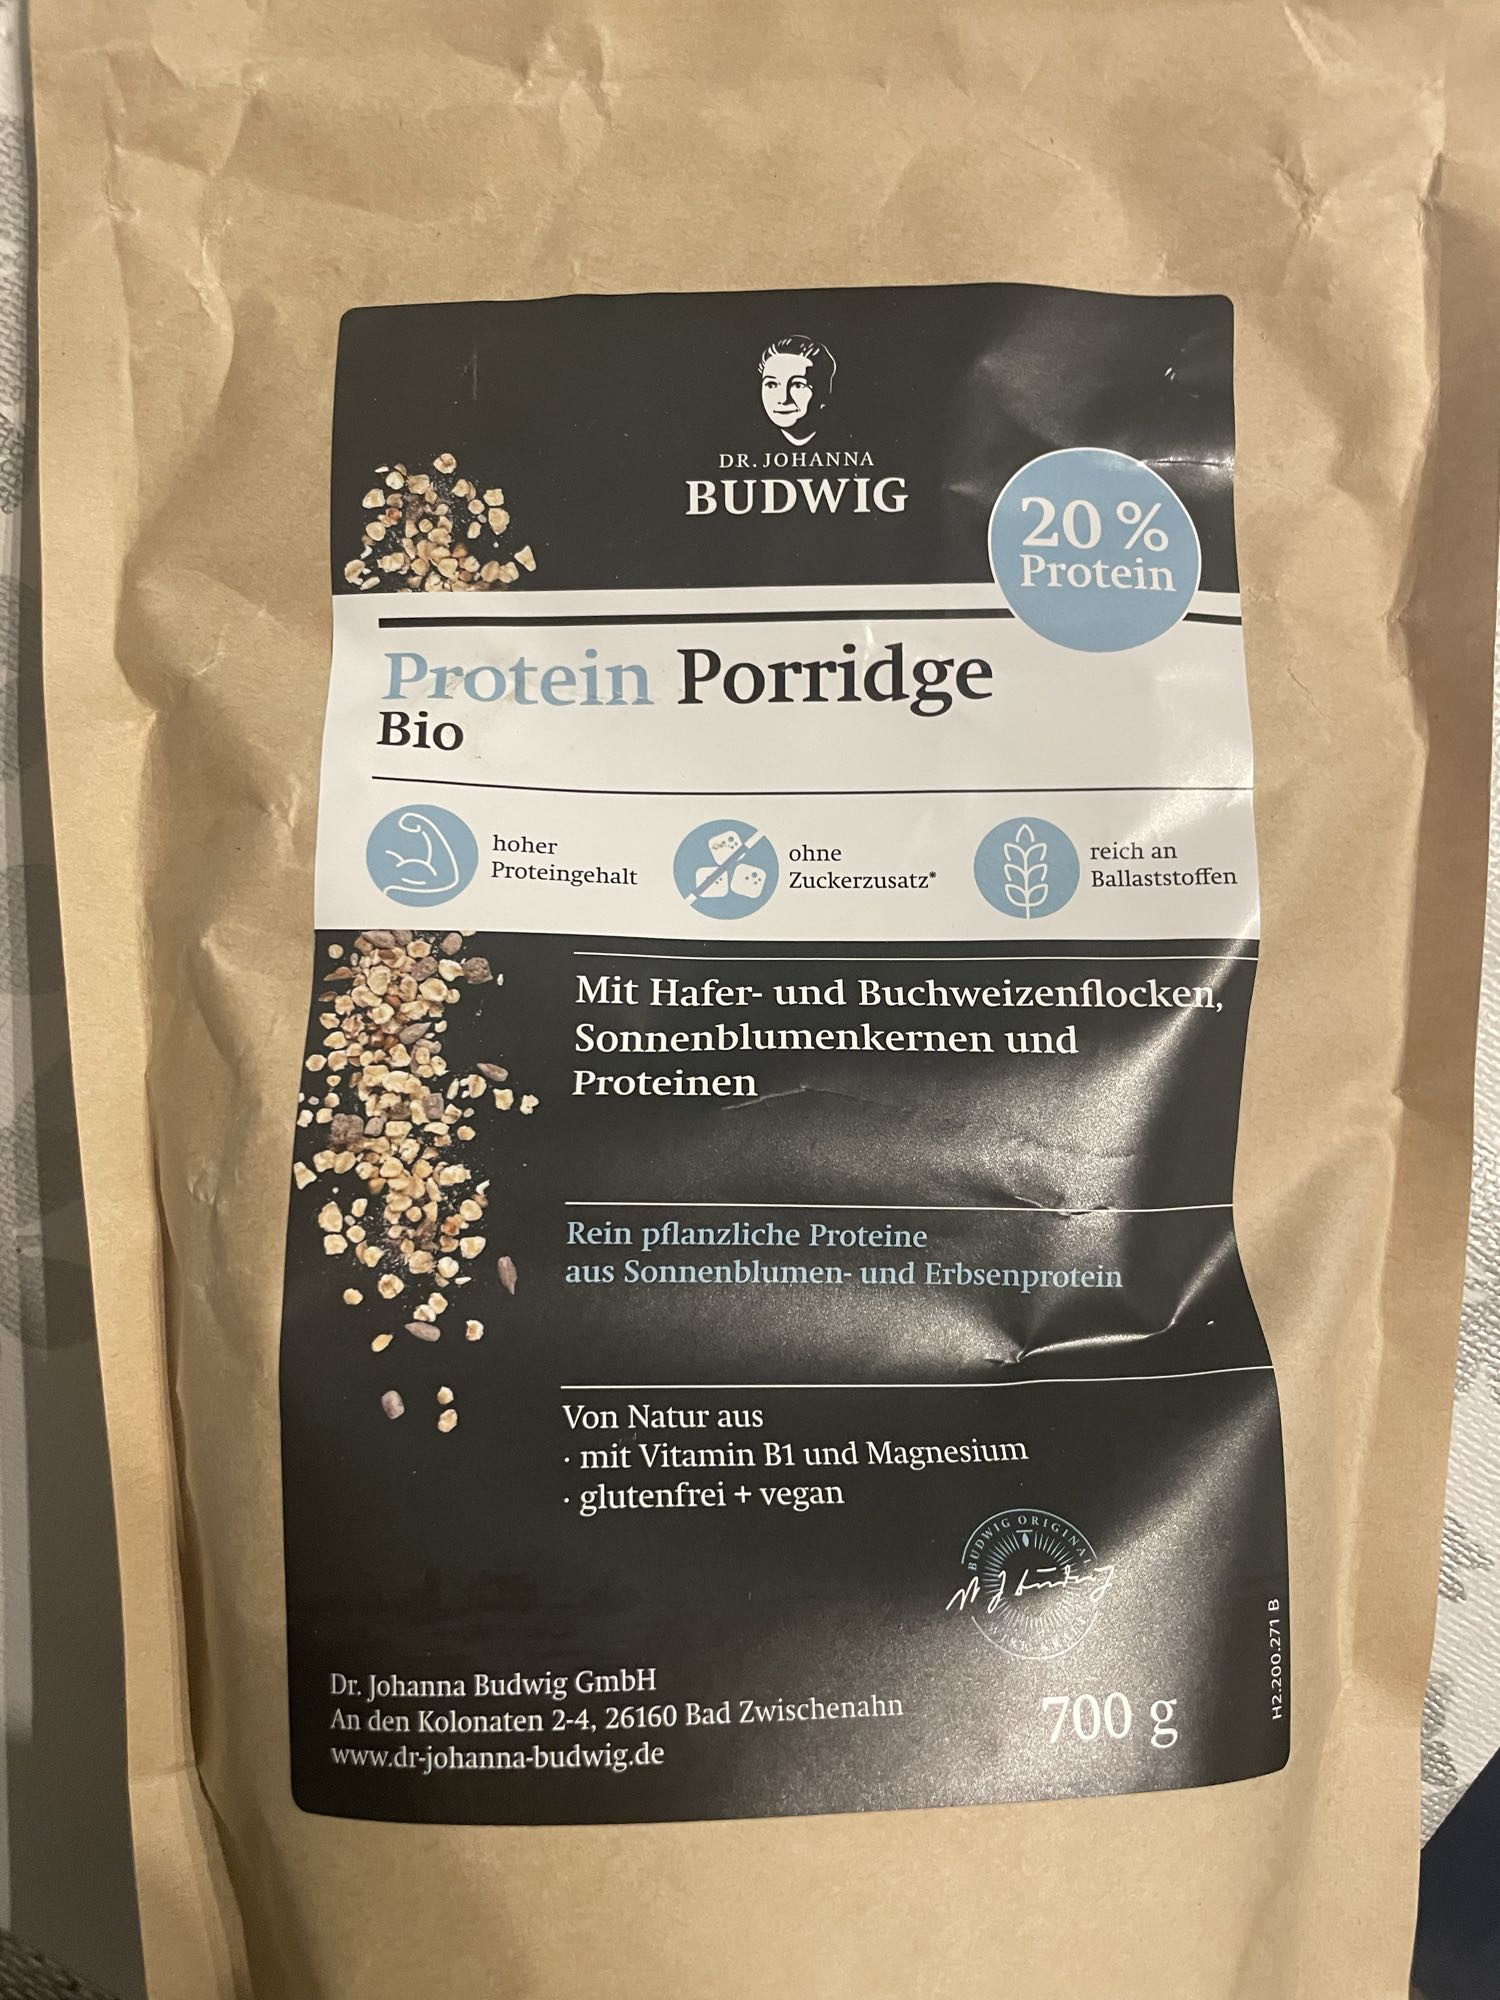 DR. JOHANNA
BUDWIG
20 %
Protein
Protein Porridge
Bio
hoher
Proteingehalt
ohne
Zuckerzusatz*
reich an
Ballaststoffen
Mit Hafer- und Buchweizenflocken,
Sonnenblumenkernen und
Proteinen
Rein pflanzliche Proteine
aus Sonnenblumen- und Erbsenprotein
Von Natur aus
· mit Vitamin B1 und Magnesium
· glutenfrei + vegan
BUDWIG ORIGINAL
Dr. Johanna Budwig GmbH
An den Kolonaten 2-4, 26160 Bad Zwischenahn
www.dr-johanna-budwig.de
700 g
H2.200.271 B